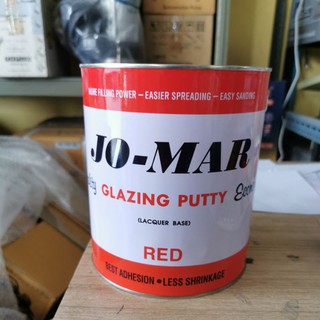 MORE FILLING POWER — EASIER SPREADING — EASY SANDING
JO-MAR
GLAZING PUTTY
(LACQUER BASE)
RED
BEST ADHESION • LESS SHRINKAGE